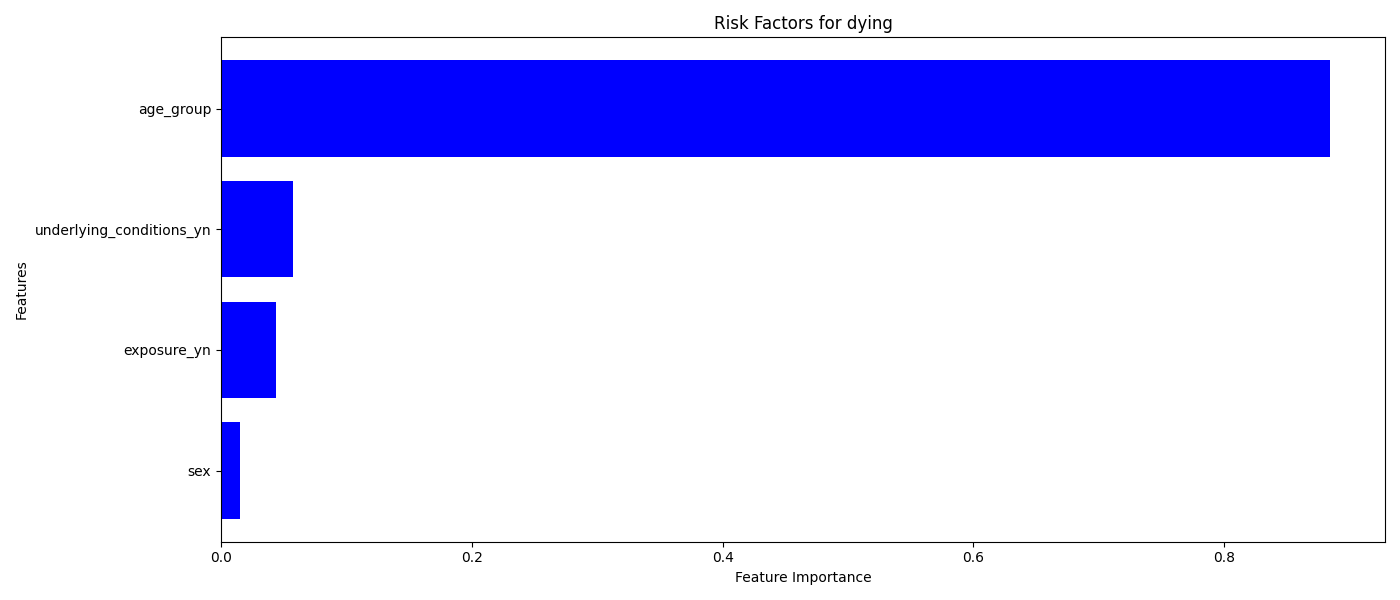 Risk Factors for dying
age_group
underlying_conditions_yn
exposure_yn
sex
Features
0.0 0.2 0.4 0.6 0.8
Feature Importance